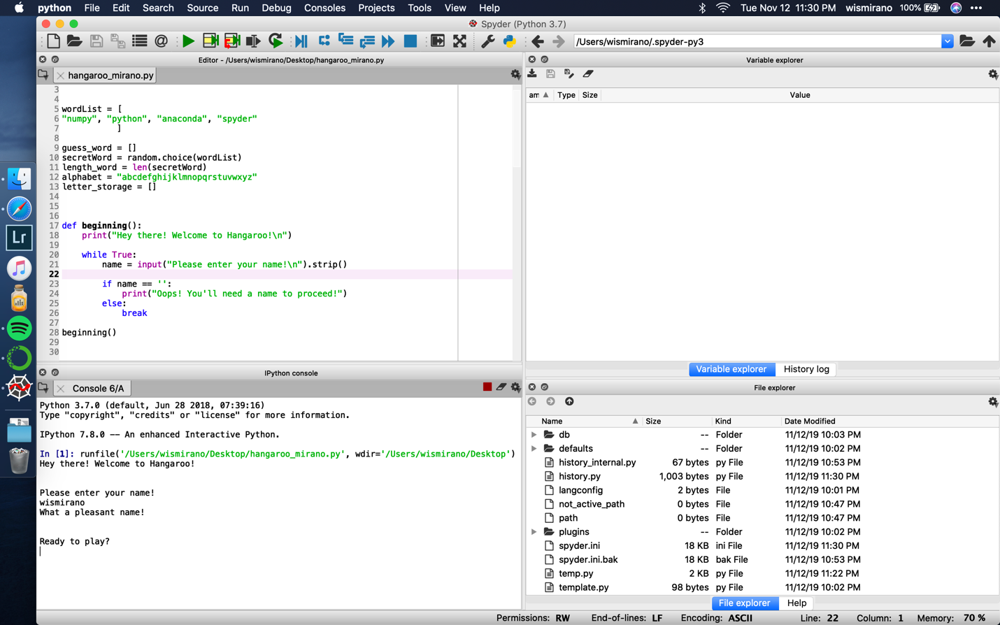 python File Edit Search Source Run Debug Consoles Projects Tools View Help Tue Nov 12 11:30 PM wismirano 100%
Spyder (Python 3.7)
/Users/wismirano/.spyder-py3
Editor - /Users/wismirano/Desktop/hangaroo_mirano.py
hangaroo_mirano.py
3
4
5 wordList = [
6 "numpy", "python", "anaconda", "spyder"
7 ]
8
9 guess_word = []
10 secretWord = random.choice(wordList)
11 length_word = len(secretWord)
12 alphabet = "abcdefghijklmnopqrstuvwxyz"
13 letter_storage = []
14
15
16
17 def beginning():
18 print("Hey there! Welcome to Hangaroo!\n")
19
20 while True:
21 name = input("Please enter your name!\n").strip()
22
23 if name == '':
24 print("Oops! You'll need a name to proceed!")
25 else:
26 break
27
28 beginning()
29
30
IPython console
Console 6/A
Python 3.7.0 (default, Jun 28 2018, 07:39:16)
Type "copyright", "credits" or "license" for more information.
IPython 7.8.0 -- An enhanced Interactive Python.
In [1]: runfile('/Users/wismirano/Desktop/hangaroo_mirano.py', wdir='/Users/wismirano/Desktop')
Hey there! Welcome to Hangaroo!
Please enter your name!
wismirano
What a pleasant name!
Ready to play?
Variable explorer
am Type Size Value
Variable explorer History log
File explorer
Name Size Kind Date Modified
db -- Folder 11/12/19 10:03 PM
defaults -- Folder 11/12/19 10:02 PM
history_internal.py 67 bytes py File 11/12/19 10:53 PM
history.py 1,003 bytes py File 11/12/19 11:30 PM
langconfig 2 bytes File 11/12/19 10:01 PM
not_active_path 0 bytes File 11/12/19 10:47 PM
path 0 bytes File 11/12/19 10:47 PM
plugins -- Folder 11/12/19 10:02 PM
spyder.ini 18 KB ini File 11/12/19 11:30 PM
spyder.ini.bak 18 KB bak File 11/12/19 10:53 PM
temp.py 2 KB py File 11/12/19 11:22 PM
template.py 98 bytes py File 11/12/19 10:02 PM
File explorer Help
Permissions: RW End-of-lines: LF Encoding: ASCII Line: 22 Column: 1 Memory: 70 %
Lr